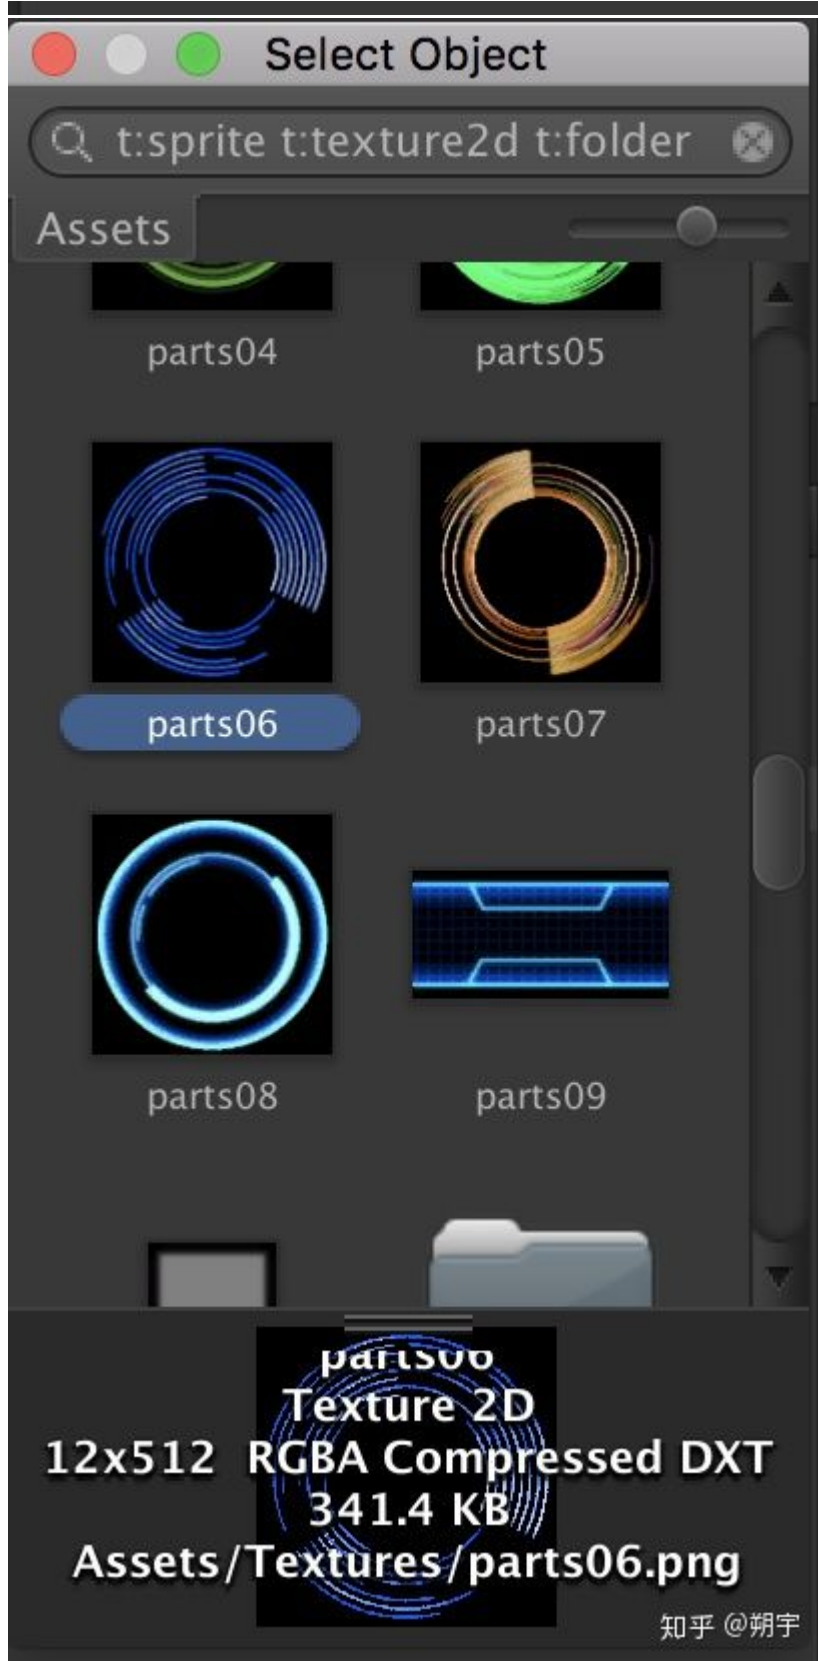 Select Object
t:sprite t:texture2d t:folder
Assets
parts04 parts05
parts06 parts07
parts08 parts09
parts06
Texture 2D
12x512 RGBA Compressed DXT
341.4 KB
Assets/Textures/parts06.png
知乎 @朔宇